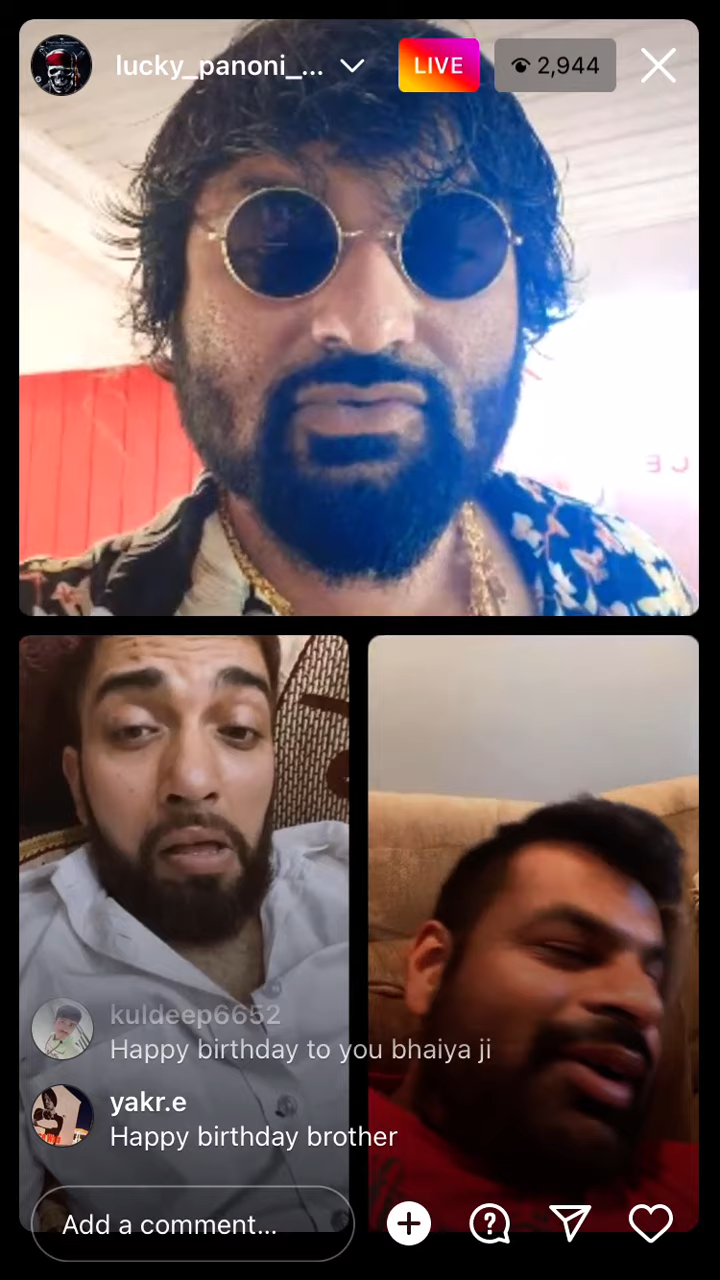 lucky_panoni_...
LIVE
2,944
kuldeep6652
Happy birthday to you bhaiya ji
yakr.e
Happy birthday brother
Add a comment...